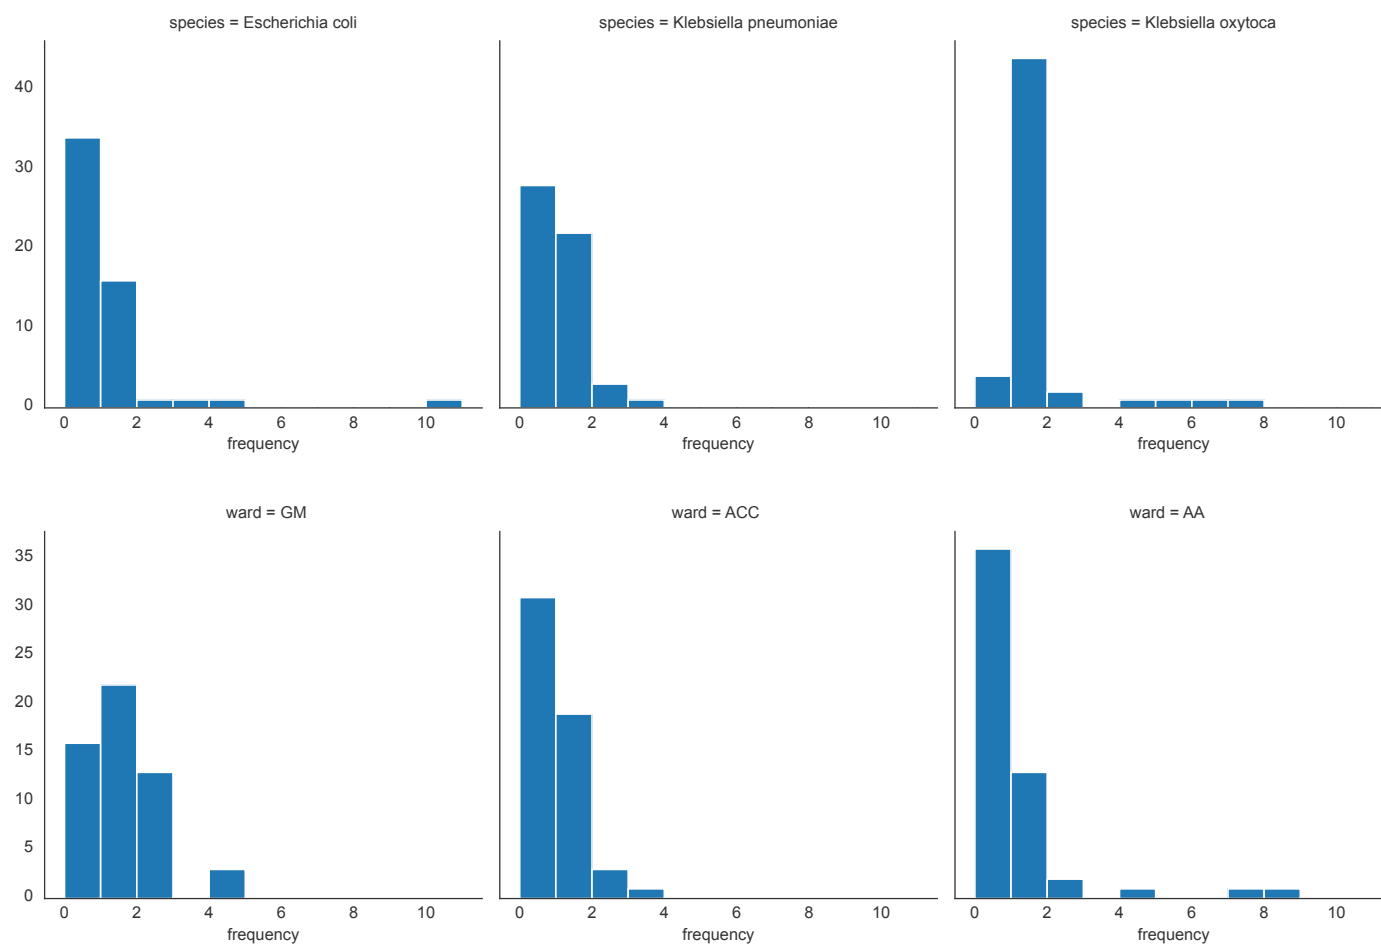 species = Escherichia coli
species = Klebsiella pneumoniae
species = Klebsiella oxytoca
40
30
20
10
0
0 2 4 6 8 10
0 2 4 6 8 10
0 2 4 6 8 10
frequency
frequency
frequency
ward = GM
ward = ACC
ward = AA
35
30
25
20
15
10
5
0
0 2 4 6 8 10
0 2 4 6 8 10
0 2 4 6 8 10
frequency
frequency
frequency